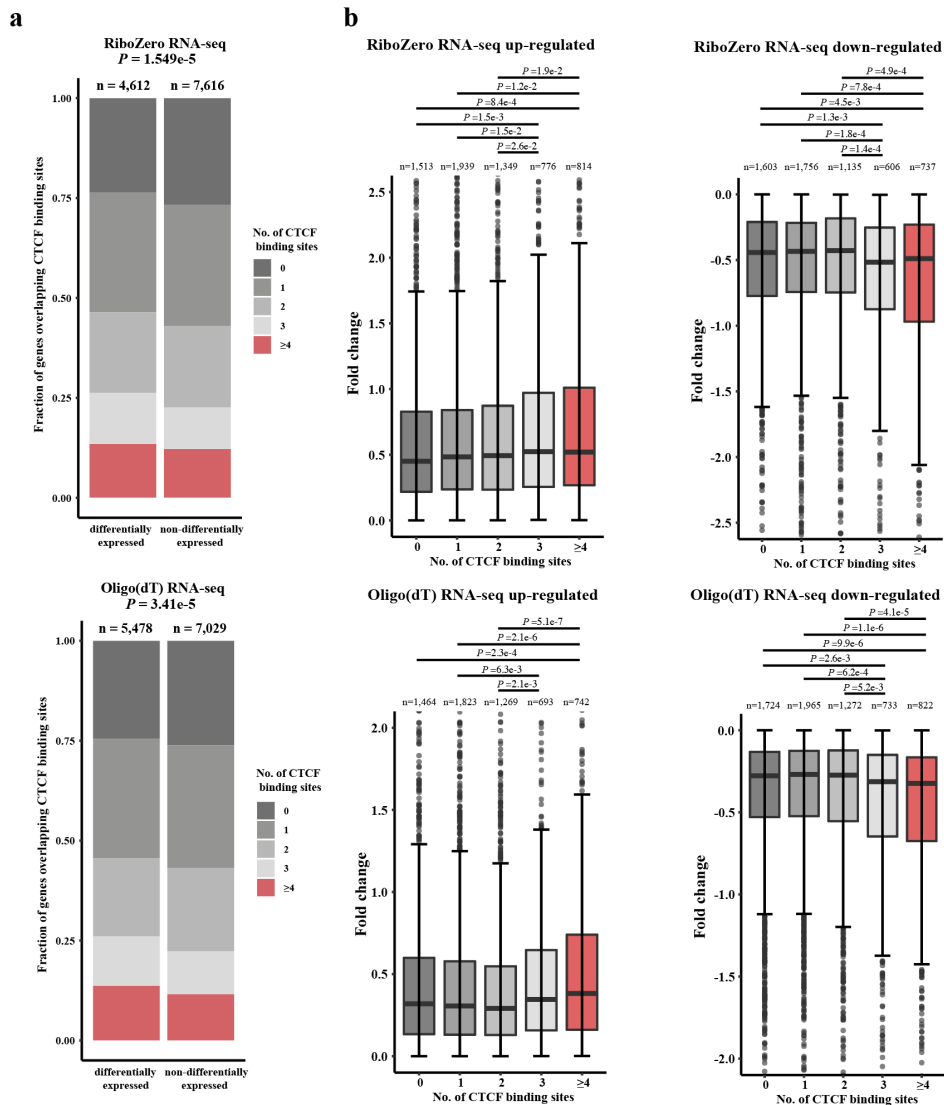 a
RiboZero RNA-seq
P = 1.549e-5
n = 4,612 n = 7,616
1.00
0.75
0.50
0.25
0.00
Fraction of genes overlapping CTCF binding sites
differentially expressed
non-differentially expressed
No. of CTCF
binding sites
0
1
2
3
≥4
Oligo(dT) RNA-seq
P = 3.41e-5
n = 5,478 n = 7,029
1.00
0.75
0.50
0.25
0.00
Fraction of genes overlapping CTCF binding sites
differentially expressed
non-differentially expressed
No. of CTCF
binding sites
0
1
2
3
≥4
b
RiboZero RNA-seq up-regulated
P =1.9e-2
P =1.2e-2
P =8.4e-4
P =1.5e-3
P =1.5e-2
P =2.6e-2
n=1,513 n=1,939 n=1,349 n=776 n=814
2.5
2.0
1.5
1.0
0.5
0.0
Fold change
0 1 2 3 ≥4
No. of CTCF binding sites
RiboZero RNA-seq down-regulated
P =4.9e-4
P =7.8e-4
P =4.5e-3
P =1.3e-3
P =1.8e-4
P =1.4e-4
n=1,603 n=1,756 n=1,135 n=606 n=737
0.0
-0.5
-1.0
-1.5
-2.0
-2.5
Fold change
0 1 2 3 ≥4
No. of CTCF binding sites
Oligo(dT) RNA-seq up-regulated
P =5.1e-7
P =2.1e-6
P =2.3e-4
P =6.3e-3
P =2.1e-3
n=1,464 n=1,823 n=1,269 n=693 n=742
2.0
1.5
1.0
0.5
0.0
Fold change
0 1 2 3 ≥4
No. of CTCF binding sites
Oligo(dT) RNA-seq down-regulated
P =4.1e-5
P =1.1e-6
P =9.9e-6
P =2.6e-3
P =6.2e-4
P =5.2e-3
n=1,724 n=1,965 n=1,272 n=733 n=822
0.0
-0.5
-1.0
-1.5
-2.0
Fold change
0 1 2 3 ≥4
No. of CTCF binding sites